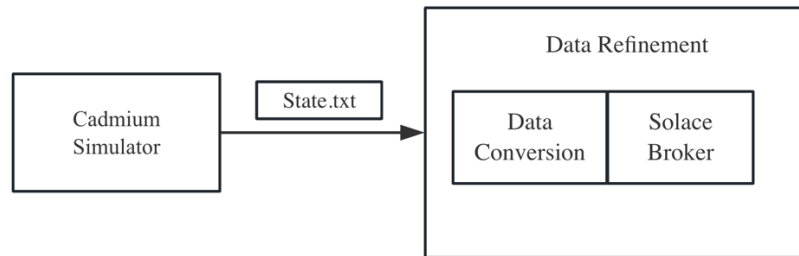 Cadmium
Simulator
State.txt
Data Refinement
Data
Conversion
Solace
Broker